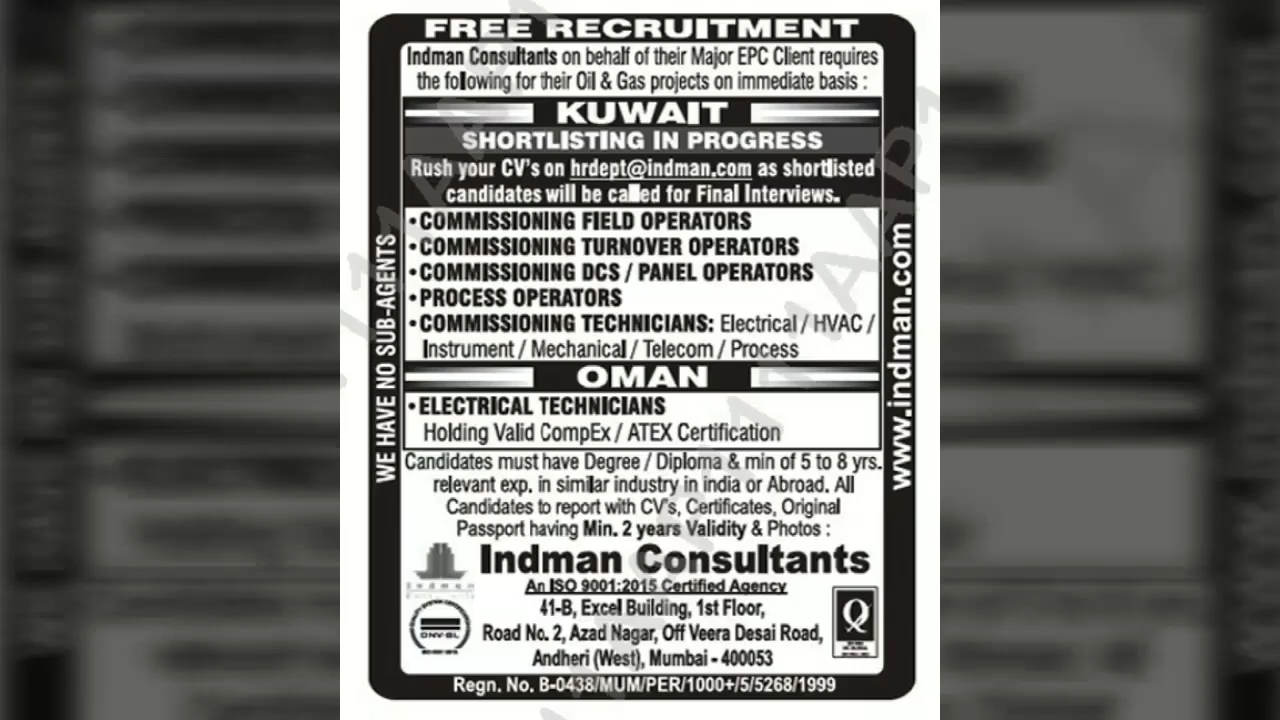 FREE RECRUITMENT
Indman Consultants on behalf of their Major EPC Client requires
the following for their Oil & Gas projects on immediate basis :
KUWAIT
SHORTLISTING IN PROGRESS
Rush your CV's on hrdept@indman.com as shortlisted
candidates will be called for Final Interviews.
•COMMISSIONING FIELD OPERATORS
•COMMISSIONING TURNOVER OPERATORS
•COMMISSIONING DCS / PANEL OPERATORS
•PROCESS OPERATORS
•COMMISSIONING TECHNICIANS: Electrical / HVAC /
Instrument / Mechanical / Telecom / Process
OMAN
•ELECTRICAL TECHNICIANS
Holding Valid CompEx / ATEX Certification
WE HAVE NO SUB-AGENTS
www.indman.com
Candidates must have Degree / Diploma & min of 5 to 8 yrs.
relevant exp. in similar industry in india or Abroad. All
Candidates to report with CV's, Certificates, Original
Passport having Min. 2 years Validity & Photos :
Indman
Indman Consultants
An ISO 9001:2015 Certified Agency
41-B, Excel Building, 1st Floor,
Road No. 2, Azad Nagar, Off Veera Desai Road,
Andheri (West), Mumbai - 400053
DNV·GL
Q
Regn. No. B-0438/MUM/PER/1000+/5/5268/1999